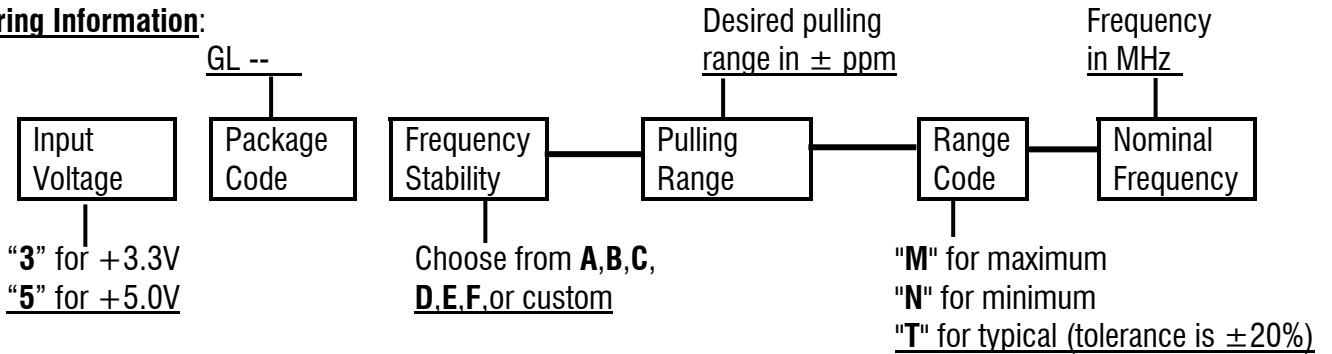 ring Information:
GL --
Desired pulling
range in ± ppm
Frequency
in MHz
Input
Voltage
Package
Code
Frequency
Stability
Pulling
Range
Range
Code
Nominal
Frequency
“3” for +3.3V
“5” for +5.0V
Choose from A,B,C,
D,E,F,or custom
"M" for maximum
"N" for minimum
"T" for typical (tolerance is ±20%)